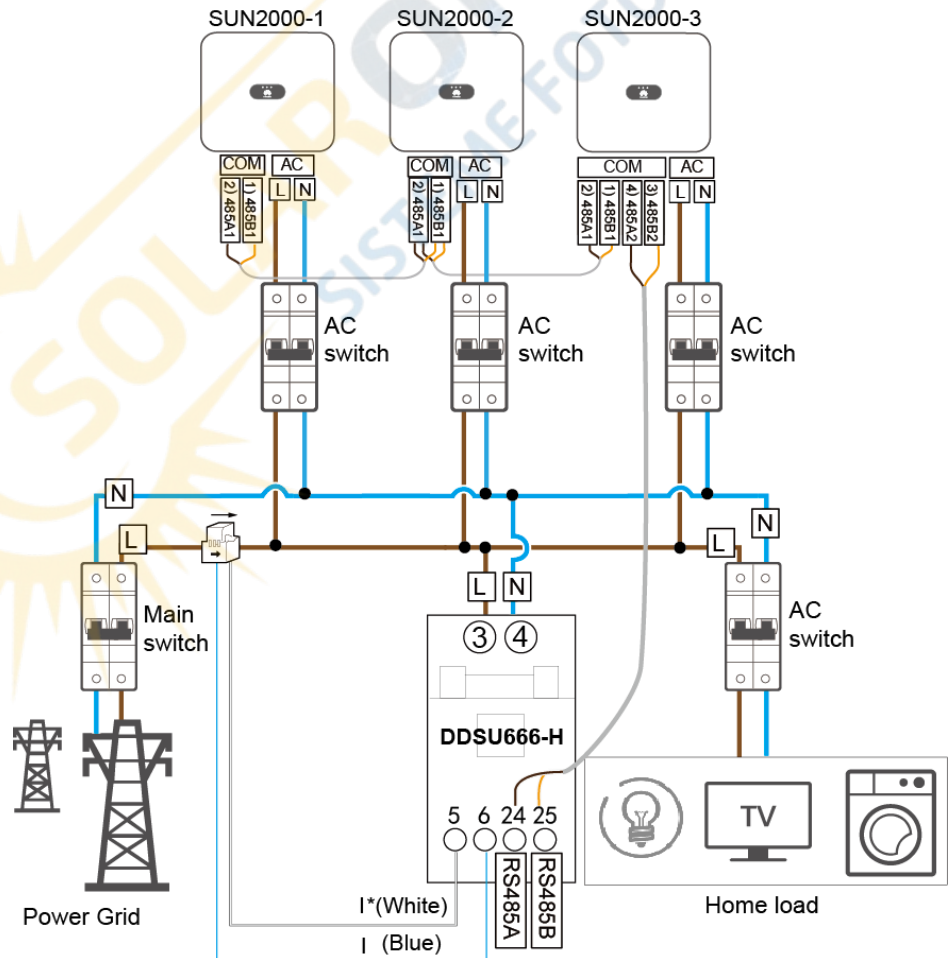 SUN2000-1
SUN2000-2
SUN2000-3
COM
AC
COM
AC
COM
AC
2) 485A1
1) 485B1
L
N
2) 485A1
1) 485B1
L
N
2) 485A1
1) 485B1
4) 485A2
3) 485B2
L
N
AC
switch
AC
switch
AC
switch
N
L
L
N
L
N
3
4
Main
switch
AC
switch
DDSU666-H
5
6
24
25
RS485A
RS485B
TV
I*(White)
I (Blue)
Power Grid
Home load